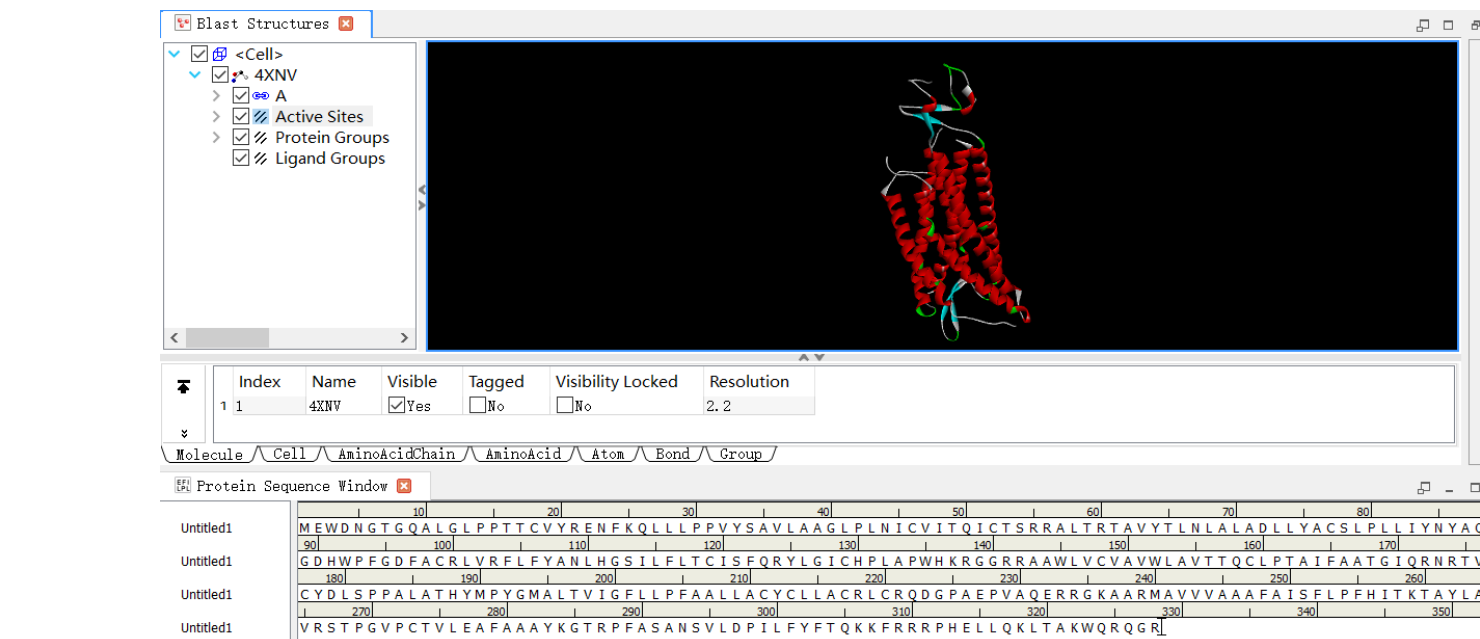 Blast Structures
<Cell>
4XNV
A
Active Sites
Protein Groups
Ligand Groups
Index Name Visible Tagged Visibility Locked Resolution
1 1 4XNV Yes No No 2.2
Molecule Cell AminoAcidChain AminoAcid Atom Bond Group
Protein Sequence Window
10 20 30 40 50 60 70 80
Untitled1 MEWDNGTGQALGLPPTTCVYRENFKQLLLPPVYSAVLAAGLPLNICVITQICTSRRALTRTAVYTLNLALADLLYACSLPLLIYNYAQ
90 100 110 120 130 140 150 160 170
Untitled1 GDHWPFGDFACRLVRFLFYANLHGSILFLTCISFQRYLGICHPLAPWHKRGGRRAAWLVCVAVWLAVTTQCLPTAIFAATGIQRNRTV
180 190 200 210 220 230 240 250 260
Untitled1 CYDLSPPALATHYMPYGMALTVIGFLLPFAALLACYCLLACRLCRQDGPAEPVAQERRGKAARMAVVVAAAFAISFLPFHITKTAYLA
270 280 290 300 310 320 330 340 350
Untitled1 VRSTPGVPCTVLEAFAAAYKGTRPFASANSVLDPILFYFTQKKFRRRPHELLQKLTAKWQRQGR